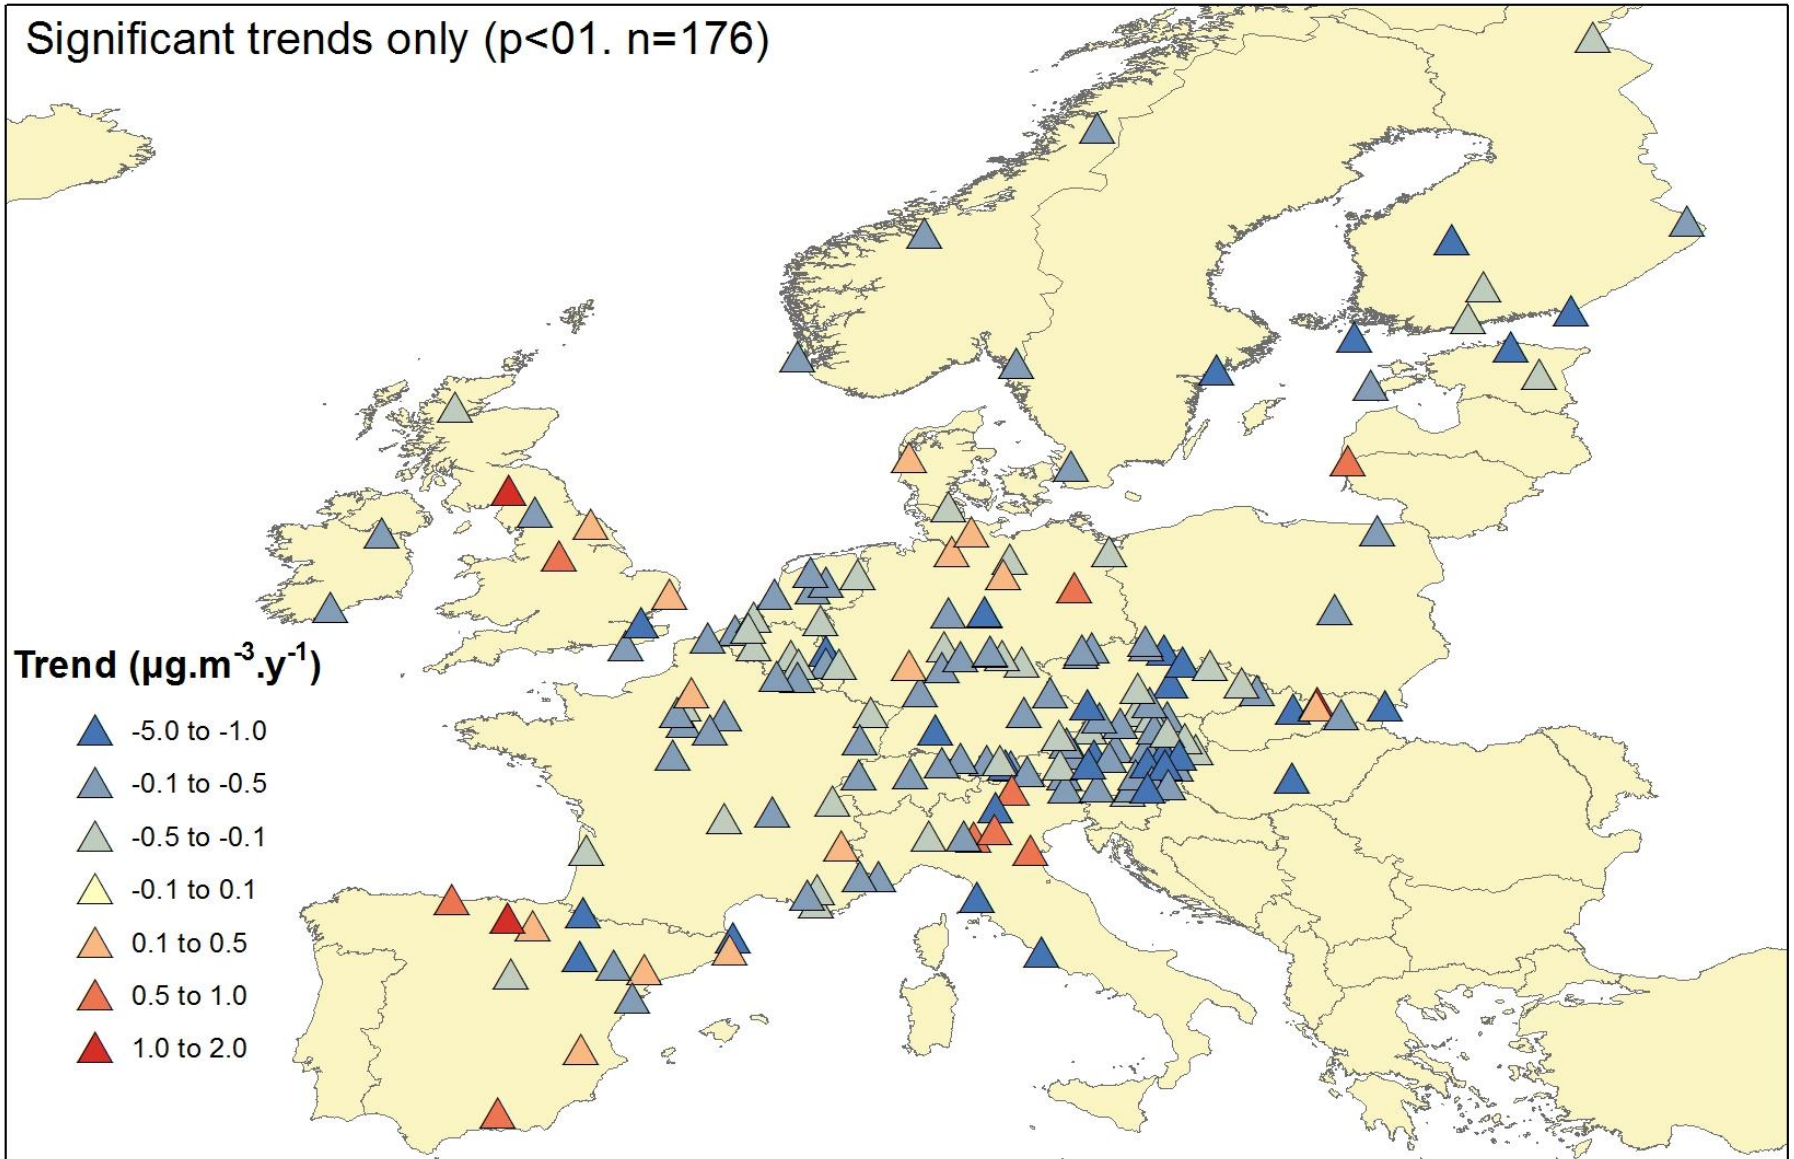 Significant trends only (p<01. n=176)
Trend (µg.m⁻³.y⁻¹)
-5.0 to -1.0
-0.1 to -0.5
-0.5 to -0.1
-0.1 to 0.1
0.1 to 0.5
0.5 to 1.0
1.0 to 2.0